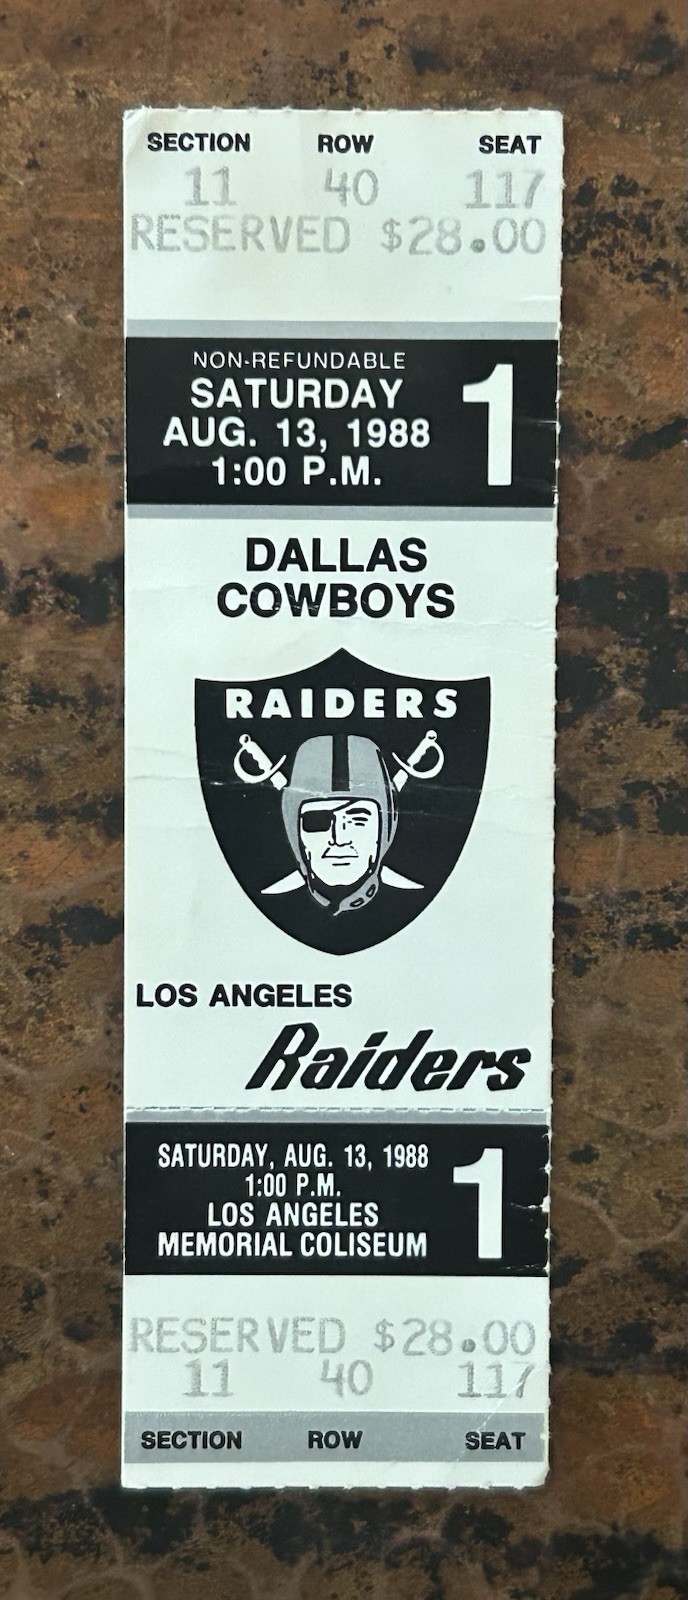 SECTION ROW SEAT
11 40 117
RESERVED $28.00
NON-REFUNDABLE
SATURDAY
AUG. 13, 1988
1:00 P.M.
1
DALLAS
COWBOYS
RAIDERS
LOS ANGELES
Raiders
SATURDAY, AUG. 13, 1988
1:00 P.M.
LOS ANGELES
MEMORIAL COLISEUM
1
RESERVED $28.00
11 40 117
SECTION ROW SEAT